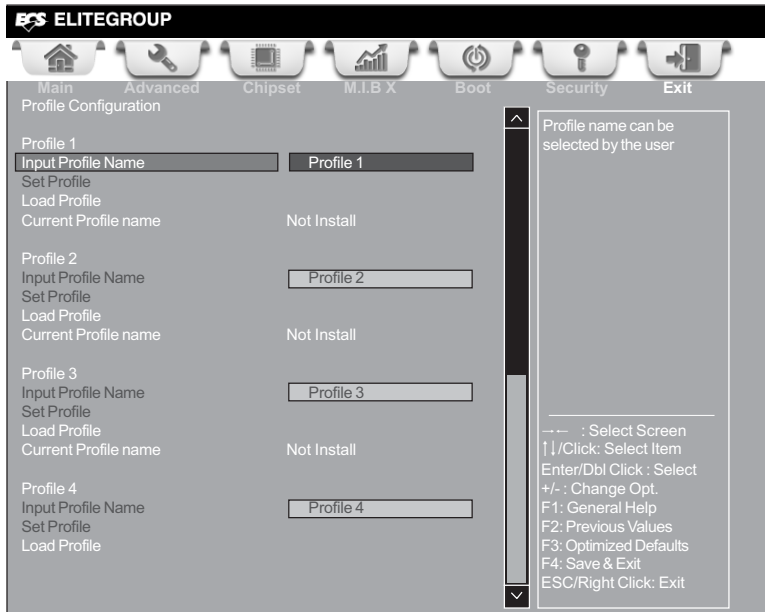 ECS ELITEGROUP
Main Advanced Chipset M.I.B X Boot Security Exit
Profile Configuration
Profile 1
Input Profile Name Profile 1
Set Profile
Load Profile
Current Profile name Not Install
Profile 2
Input Profile Name Profile 2
Set Profile
Load Profile
Current Profile name Not Install
Profile 3
Input Profile Name Profile 3
Set Profile
Load Profile
Current Profile name Not Install
Profile 4
Input Profile Name Profile 4
Set Profile
Load Profile
Profile name can be
selected by the user
→← : Select Screen
↑↓/Click: Select Item
Enter/Dbl Click : Select
+/- : Change Opt.
F1: General Help
F2: Previous Values
F3: Optimized Defaults
F4: Save & Exit
ESC/Right Click: Exit